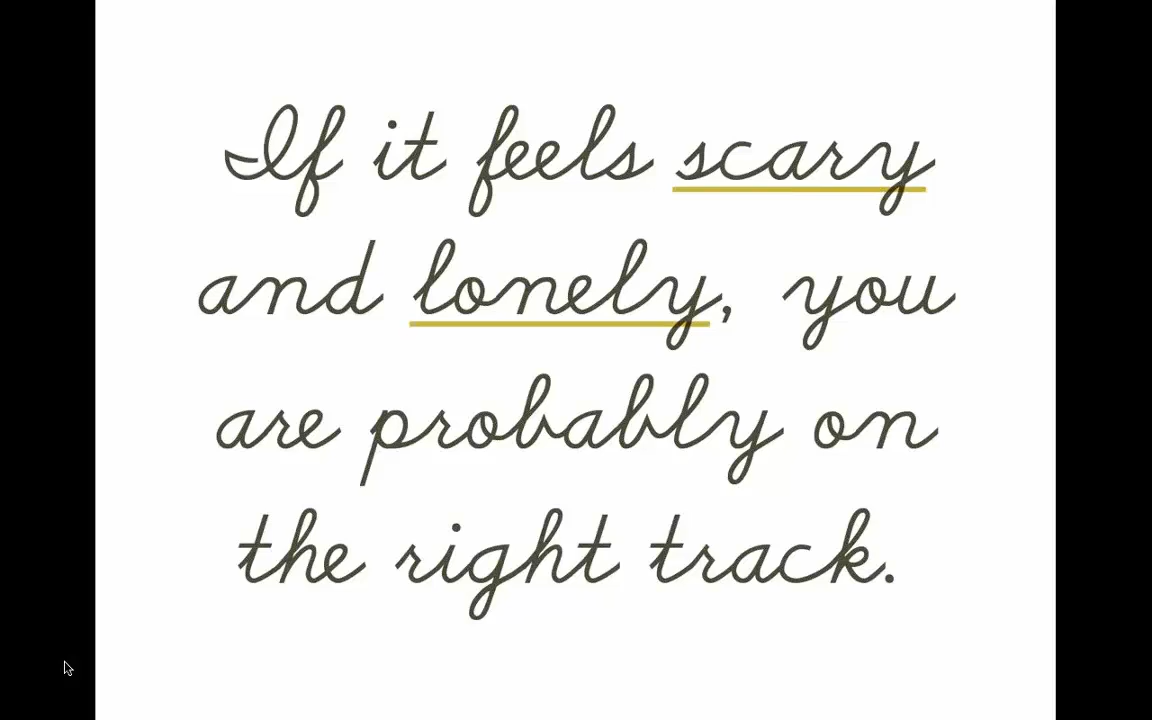 If it feels scary
and lonely, you
are probably on
the right track.